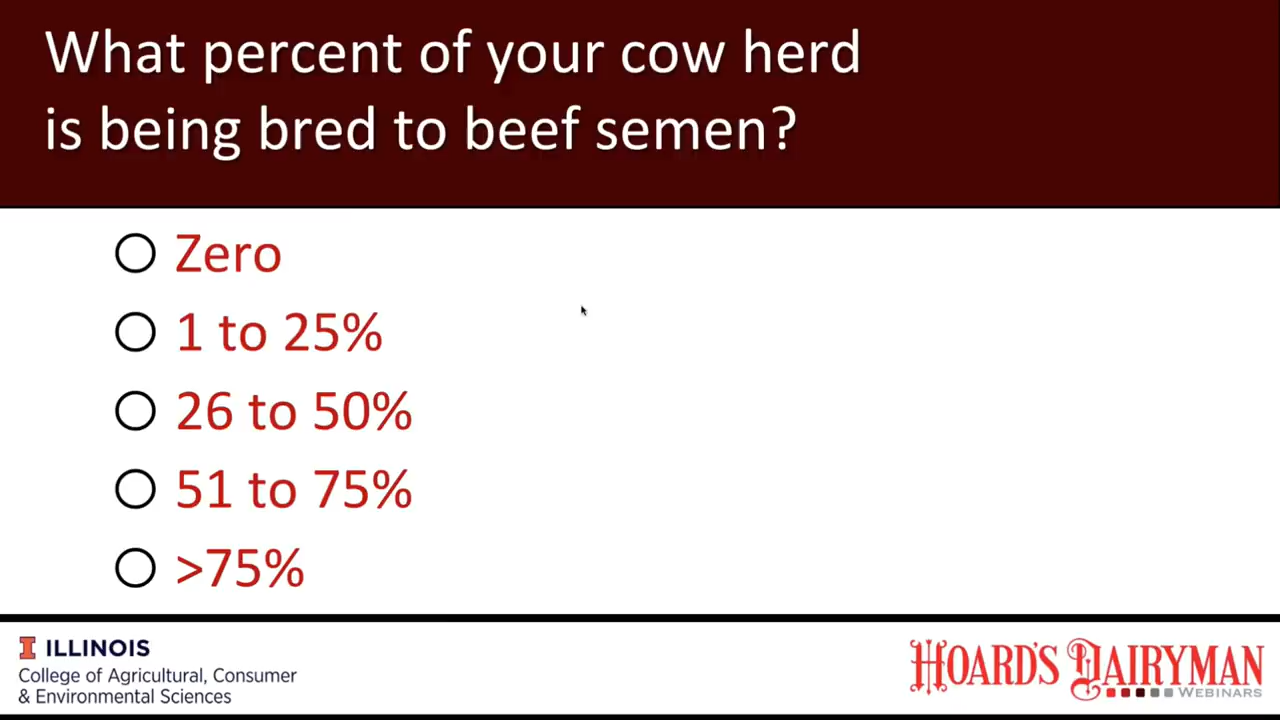 What percent of your cow herd
is being bred to beef semen?
Zero
1 to 25%
26 to 50%
51 to 75%
>75%
I ILLINOIS
College of Agricultural, Consumer
& Environmental Sciences
HOARD'S DAIRYMAN
WEBINARS